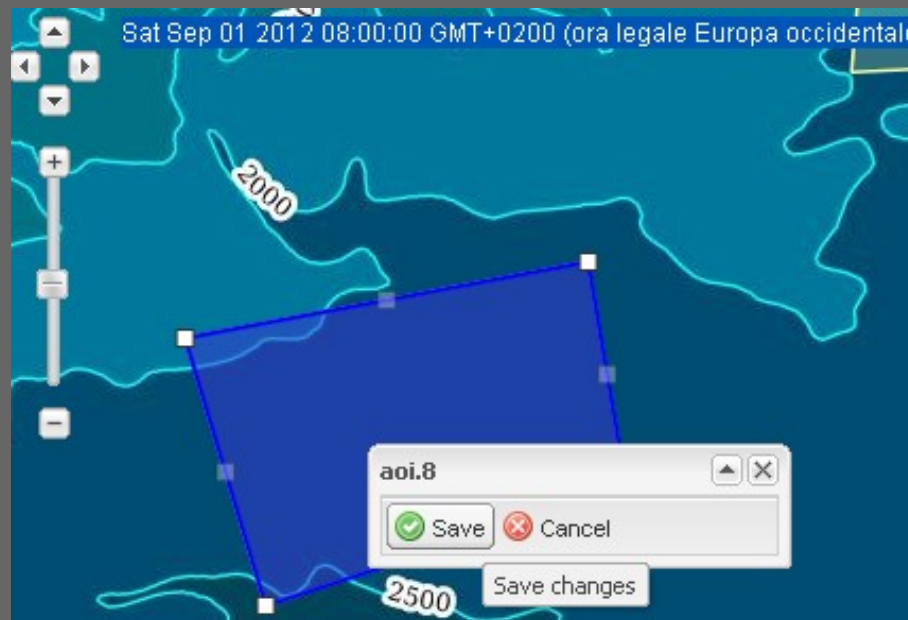 Sat Sep 01 2012 08:00:00 GMT+0200 (ora legale Europa occidentale
2000
aoi.8
Save Cancel
Save changes
2500